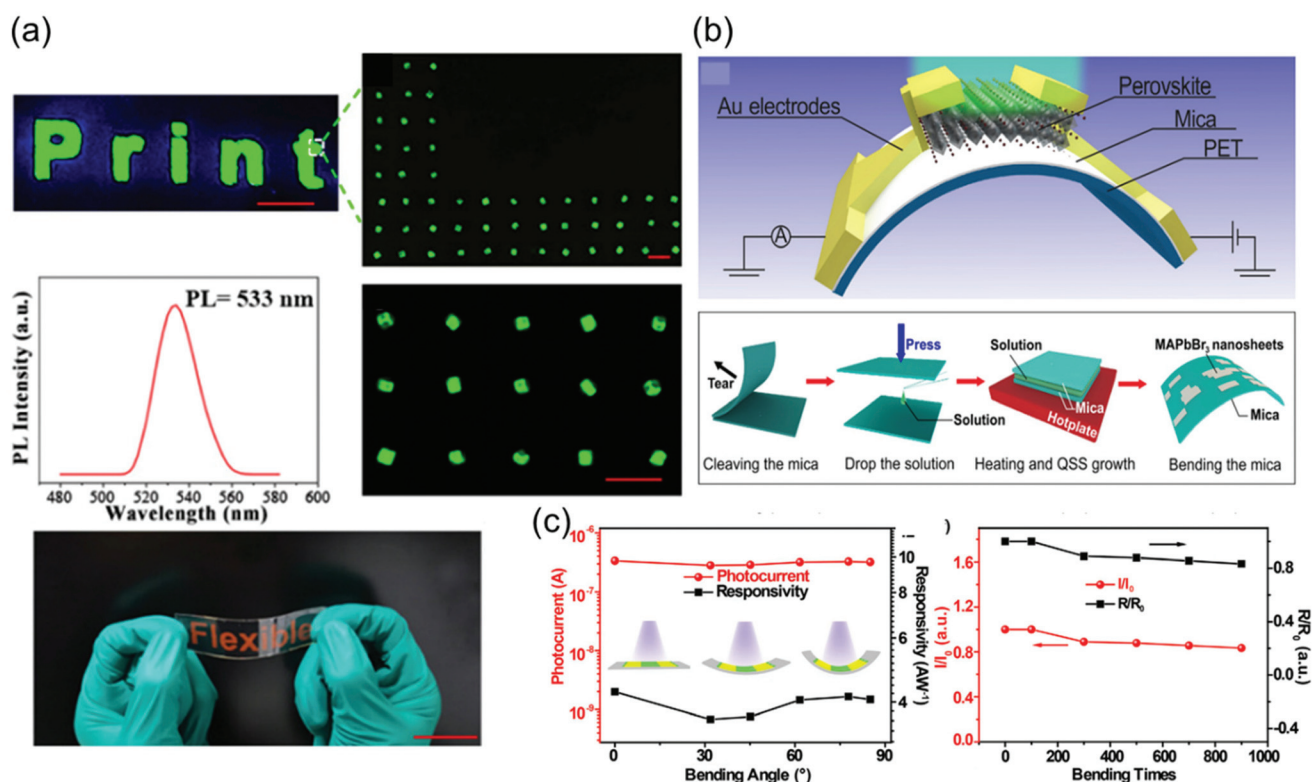 (a)
Print
PL= 533 nm
PL Intensity (a.u.)
480 500 520 540 560 580 600
Wavelength (nm)
Flexible
(b)
Au electrodes
Perovskite
Mica
PET
A
Tear
Press
Solution
Solution
Mica
Hotplate
MAPbBr₃ nanosheets
Mica
Cleaving the mica
Drop the solution
Heating and QSS growth
Bending the mica
(c)
10⁻⁶
10⁻⁷
10⁻⁸
10⁻⁹
Photocurrent (A)
Photocurrent
Responsivity
10
8
6
4
Responsivity (AW⁻¹)
0 15 30 45 60 75 90
Bending Angle (°)
)
1.6
1.2
0.8
0.4
0.0
I/I₀ (a.u.)
I/I₀
R/R₀
0.8
0.4
0.0
-0.4
R/R₀ (a.u.)
0 200 400 600 800 1000
Bending Times